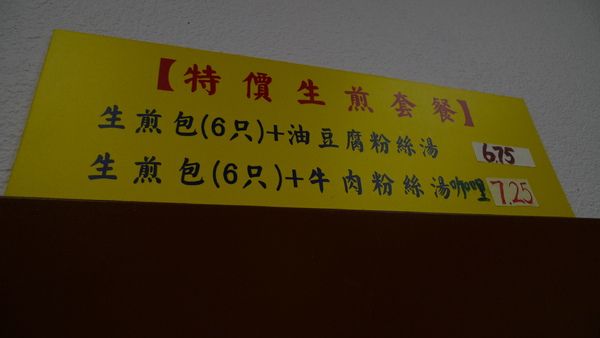 【特價生煎套餐】
生煎包(6只)+油豆腐粉絲湯 6.75
生煎包(6只)+牛肉粉絲湯咖哩 7.25